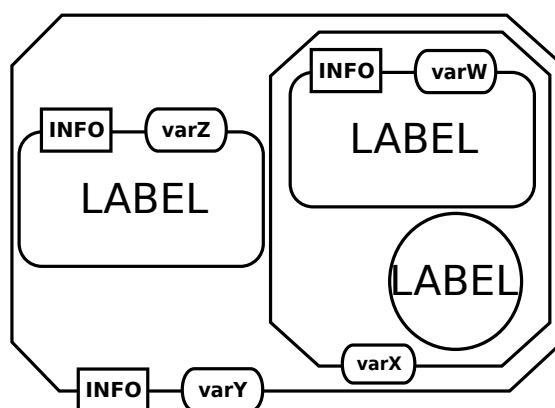 INFO varW
LABEL
INFO varZ
LABEL
LABEL
varX
INFO varY